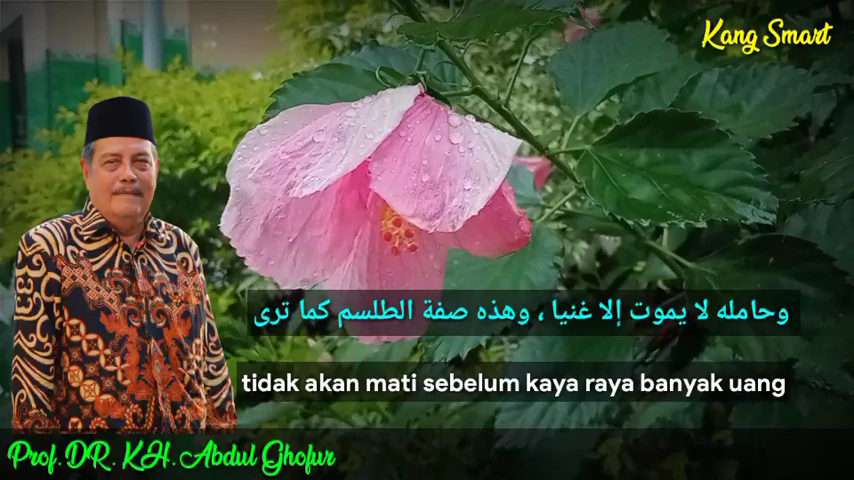 Kang Smart
وحامله لا يموت إلا غنيا ، وهذه صفة الطلسم كما ترى
tidak akan mati sebelum kaya raya banyak uang
Prof. DR. KH. Abdul Ghofur